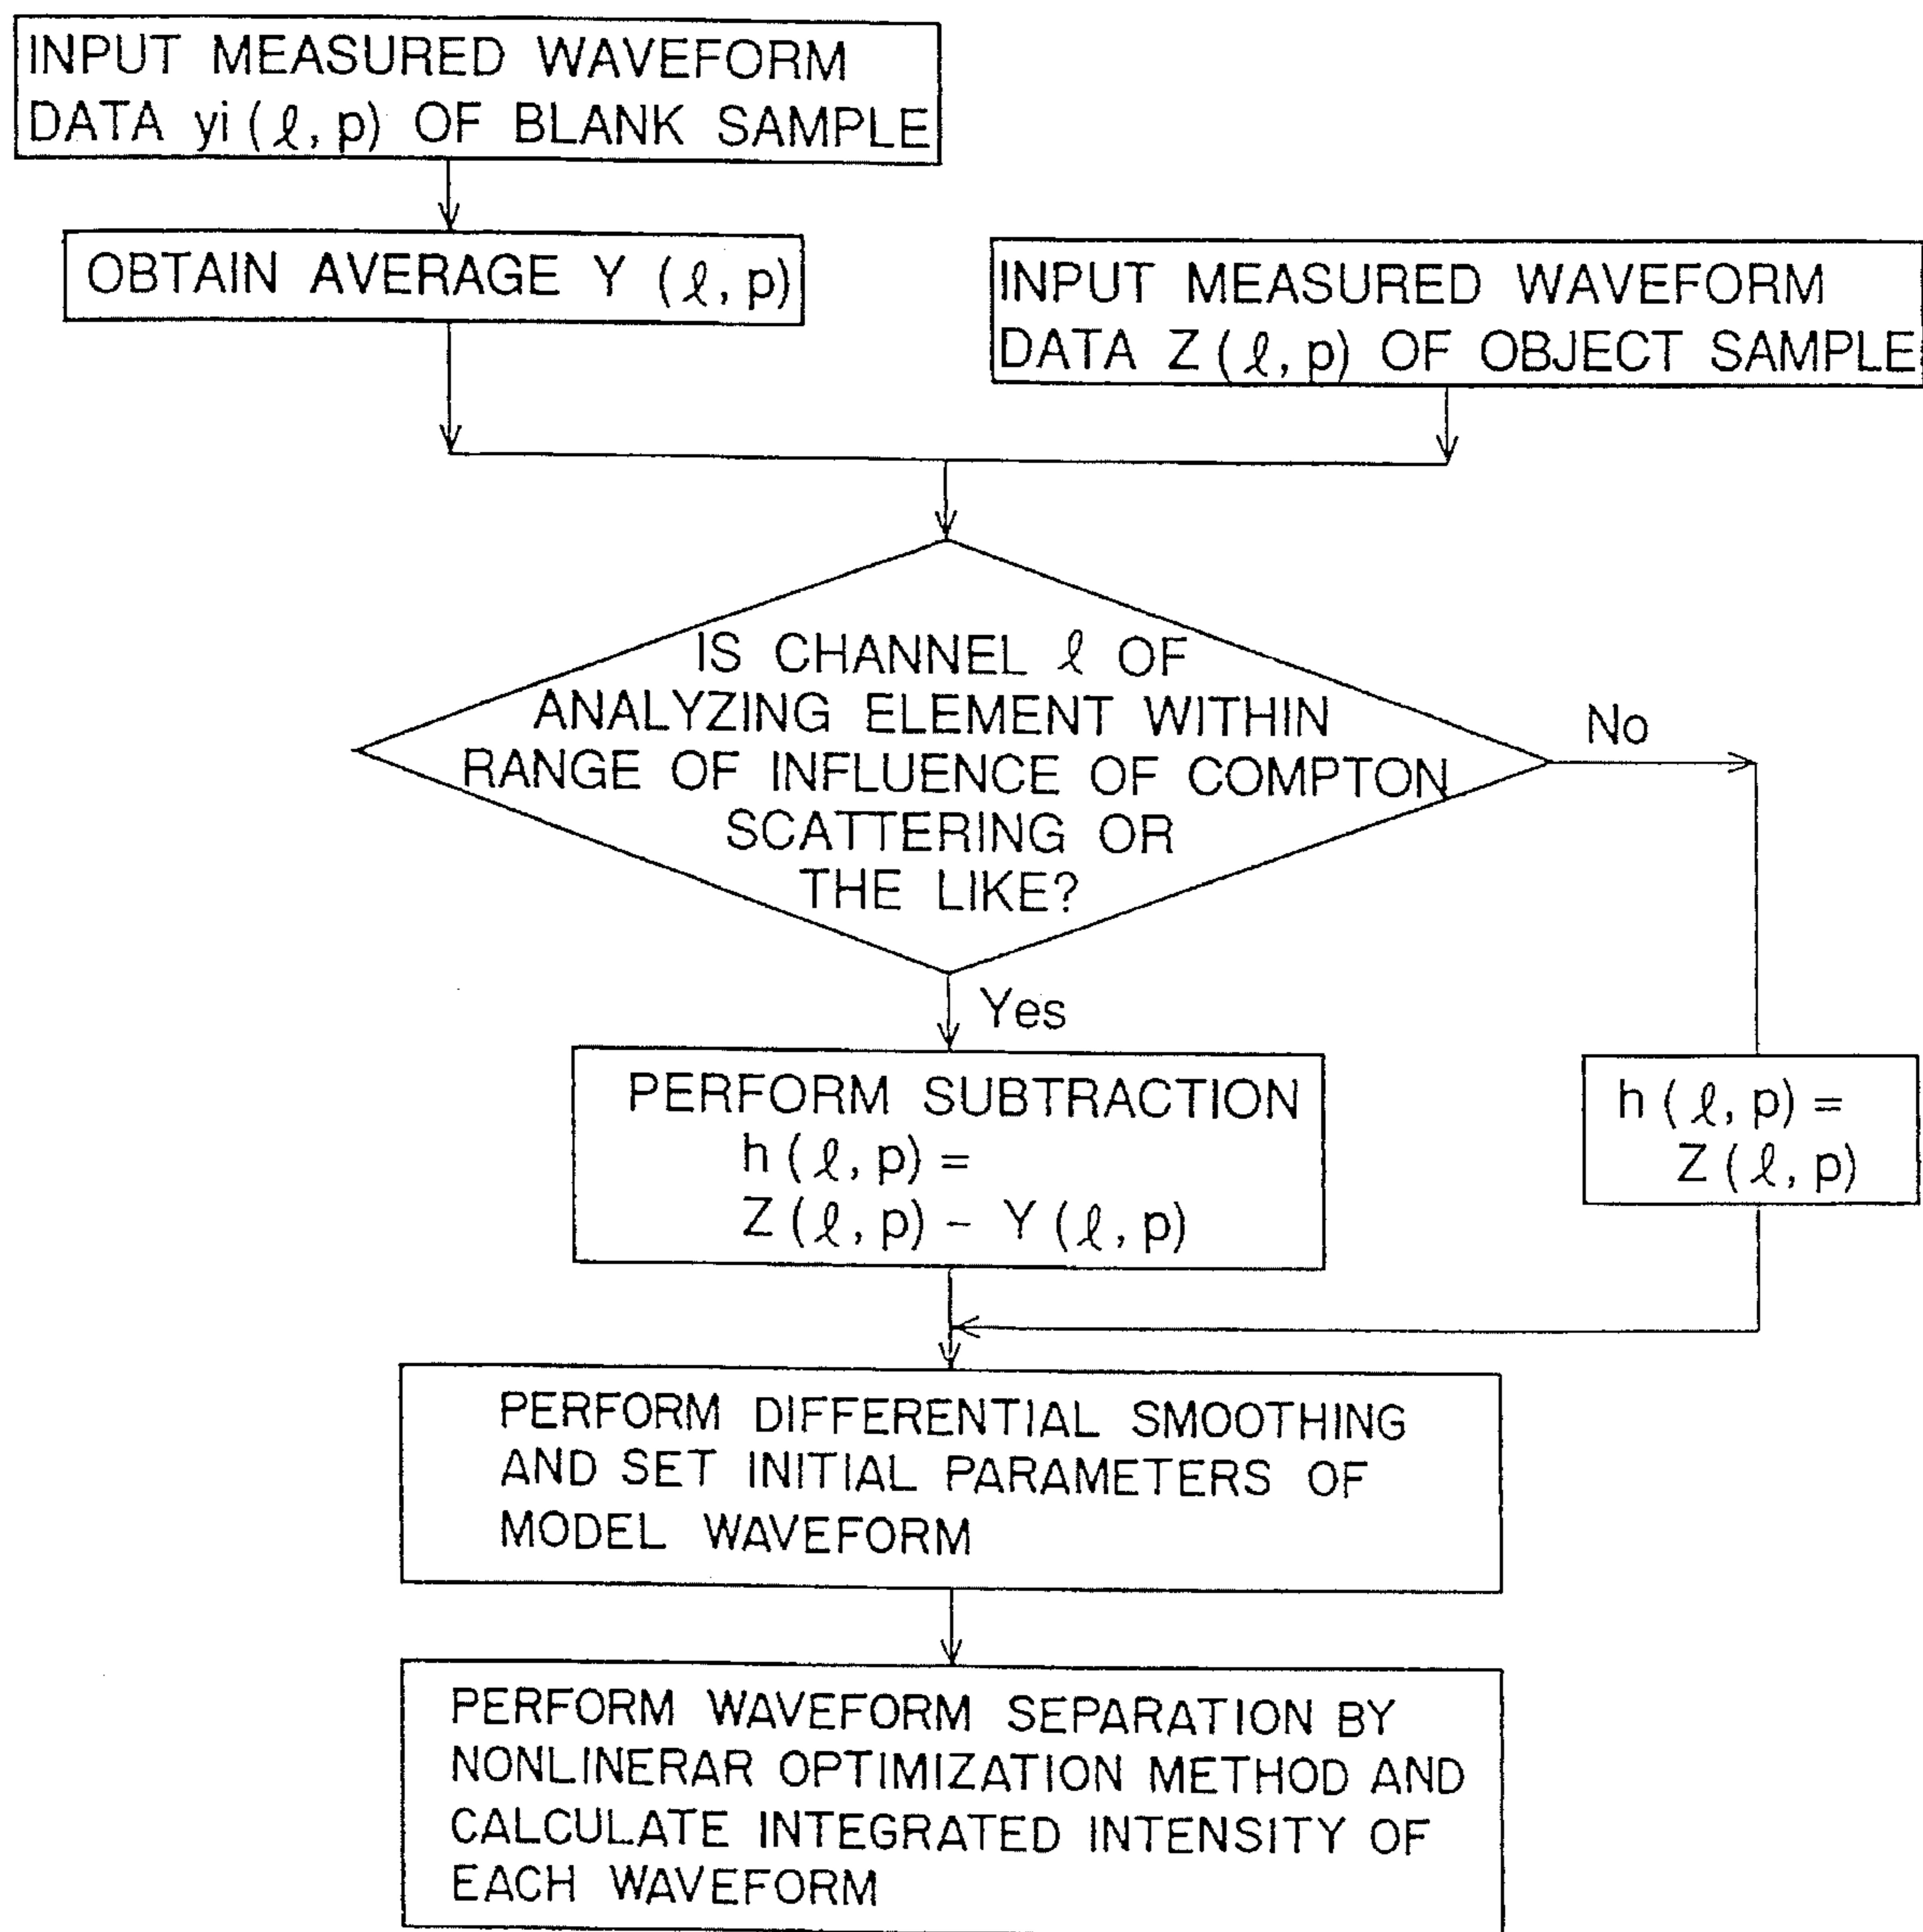 INPUT MEASURED WAVEFORM
DATA yi (ℓ, p) OF BLANK SAMPLE
OBTAIN AVERAGE Y (ℓ, p)
INPUT MEASURED WAVEFORM
DATA Z (ℓ, p) OF OBJECT SAMPLE
IS CHANNEL ℓ OF
ANALYZING ELEMENT WITHIN
RANGE OF INFLUENCE OF COMPTON
SCATTERING OR
THE LIKE?
No
Yes
PERFORM SUBTRACTION
h (ℓ, p) =
Z (ℓ, p) – Y (ℓ, p)
h (ℓ, p) =
Z (ℓ, p)
PERFORM DIFFERENTIAL SMOOTHING
AND SET INITIAL PARAMETERS OF
MODEL WAVEFORM
PERFORM WAVEFORM SEPARATION BY
NONLINERAR OPTIMIZATION METHOD AND
CALCULATE INTEGRATED INTENSITY OF
EACH WAVEFORM